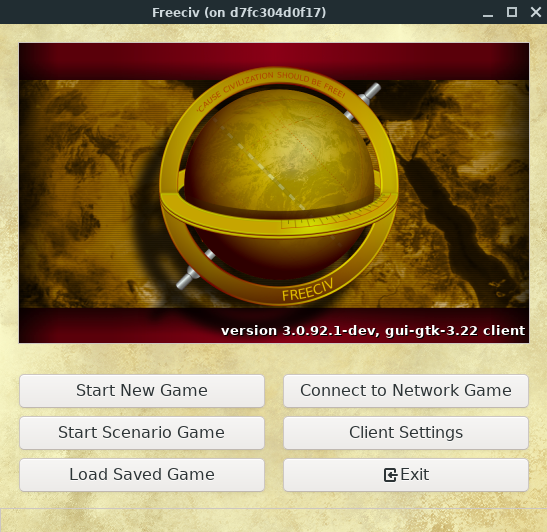 Freeciv (on d7fc304d0f17)
'CAUSE CIVILIZATION SHOULD BE FREE!
FREECIV
version 3.0.92.1-dev, gui-gtk-3.22 client
Start New Game
Connect to Network Game
Start Scenario Game
Client Settings
Load Saved Game
Exit